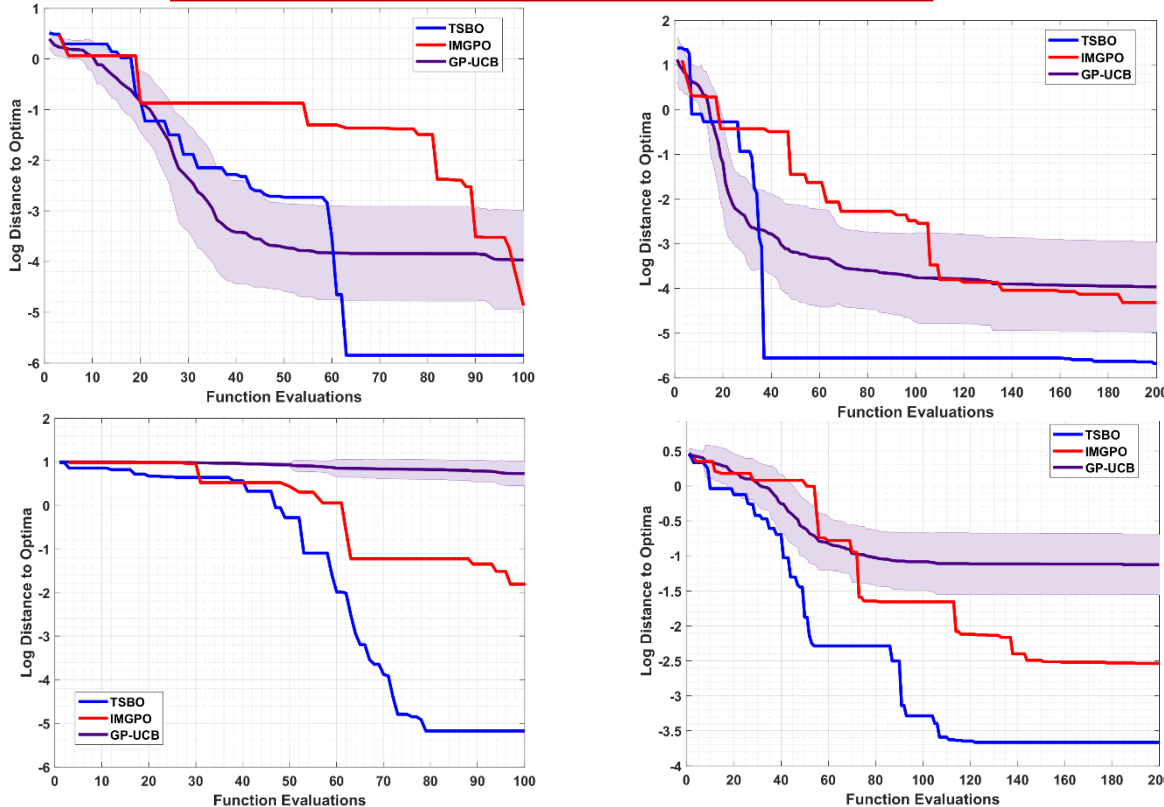 1
0
-1
-2
-3
-4
-5
-6
Log Distance to Optima
TSBO
IMGPO
GP-UCB
0 10 20 30 40 50 60 70 80 90 100
Function Evaluations
2
1
0
-1
-2
-3
-4
-5
-6
Log Distance to Optima
TSBO
IMGPO
GP-UCB
0 20 40 60 80 100 120 140 160 180 200
Function Evaluations
2
1
0
-1
-2
-3
-4
-5
-6
Log Distance to Optima
TSBO
IMGPO
GP-UCB
0 10 20 30 40 50 60 70 80 90 100
Function Evaluations
0.5
0
-0.5
-1
-1.5
-2
-2.5
-3
-3.5
-4
Log Distance to Optima
TSBO
IMGPO
GP-UCB
0 20 40 60 80 100 120 140 160 180 200
Function Evaluations